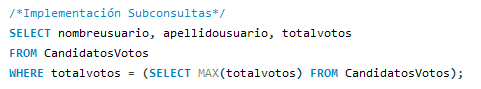 /*Implementación Subconsultas*/
SELECT nombreusuario, apellidousuario, totalvotos
FROM CandidatosVotos
WHERE totalvotos = (SELECT MAX(totalvotos) FROM CandidatosVotos);